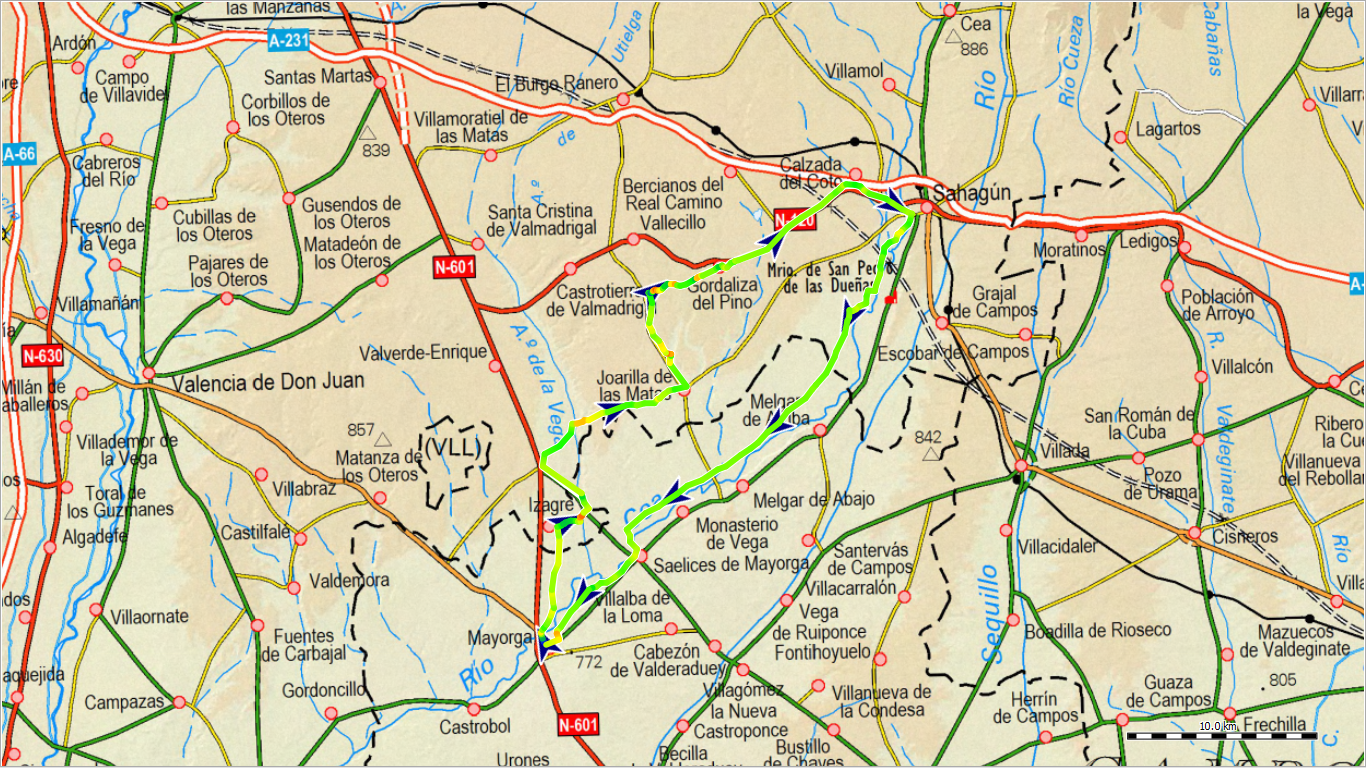 las Manzanas
A.
Utielga
Cea
886
Río
Río Cueza
Cabañas
la Vega
Ardón
A-231
Campo
de Villavidel
Santas Martas
El Burgo Ranero
Villamol
Corbillos de
los Oteros
Villamoratiel de
las Matas
de
Lagartos
839
A-66
Cabreros
del Río
Calzada
del Coto
A.º
Bercianos del
Real Camino
Vallecillo
Sahagún
Gusendos de
los Oteros
Cubillas de
los Oteros
Santa Cristina
de Valmadrigal
N-120
Fresno de
la Vega
Matadeón de
los Oteros
Moratinos
Ledigos
Pajares de
los Oteros
N-601
Mrio. de San Pedro
de las Dueñas
Castrotierra
de Valmadrigal
Gordaliza
del Pino
Grajal
de Campos
Población
de Arroyo
Villamañán
A.º de la Vega
R.
Valdeginate
N-630
Valverde-Enrique
Escobar de Campos
Villalcón
Valencia de Don Juan
Joarilla de
las Matas
Melgar
de Arriba
San Román de
la Cuba
857
(VLL)
842
Villademor de
la Vega
Matanza de
los Oteros
Villada
Villabraz
Pozo
de Urama
Villanueva
del Rebollar
Toral de
los Guzmanes
Izagre
Melgar de Abajo
Castilfalé
Monasterio
de Vega
Algadefe
Cisneros
Río
Villacidaler
Santervás
de Campos
Saelices de Mayorga
Valdemora
Villacarralón
Villaornate
Villalba de
la Loma
Vega
de Ruiponce
Fontihoyuelo
Sequillo
Boadilla de Rioseco
Mazuecos
de Valdeginate
Fuentes
de Carbajal
Mayorga
772
Cabezón
de Valderaduey
Río
Gordoncillo
Villagómez
la Nueva
Villanueva de
la Condesa
Herrín
de Campos
Guaza
de Campos
805
Campazas
Castrobol
N-601
Castroponce
10.0 km
Frechilla
C.
Urones
Becilla
Bustillo
de Chaves